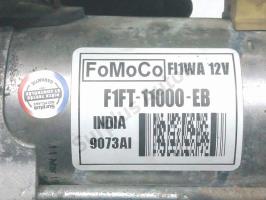 FoMoCo FI1WA 12V
F1FT-11000-EB
INDIA
9073AI